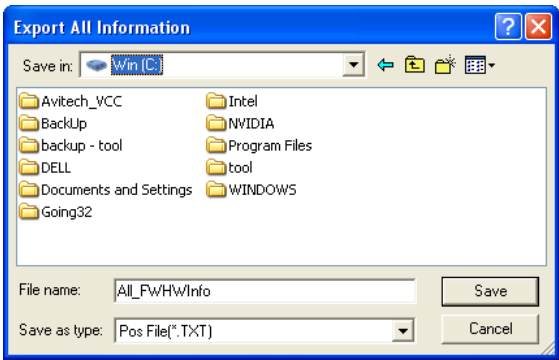 Export All Information
Save in: Win (C:)
Avitech_VCC
BackUp
backup - tool
DELL
Documents and Settings
Going32
Intel
NVIDIA
Program Files
tool
WINDOWS
File name: All_FWHWInfo Save
Save as type: Pos File(*.TXT) Cancel